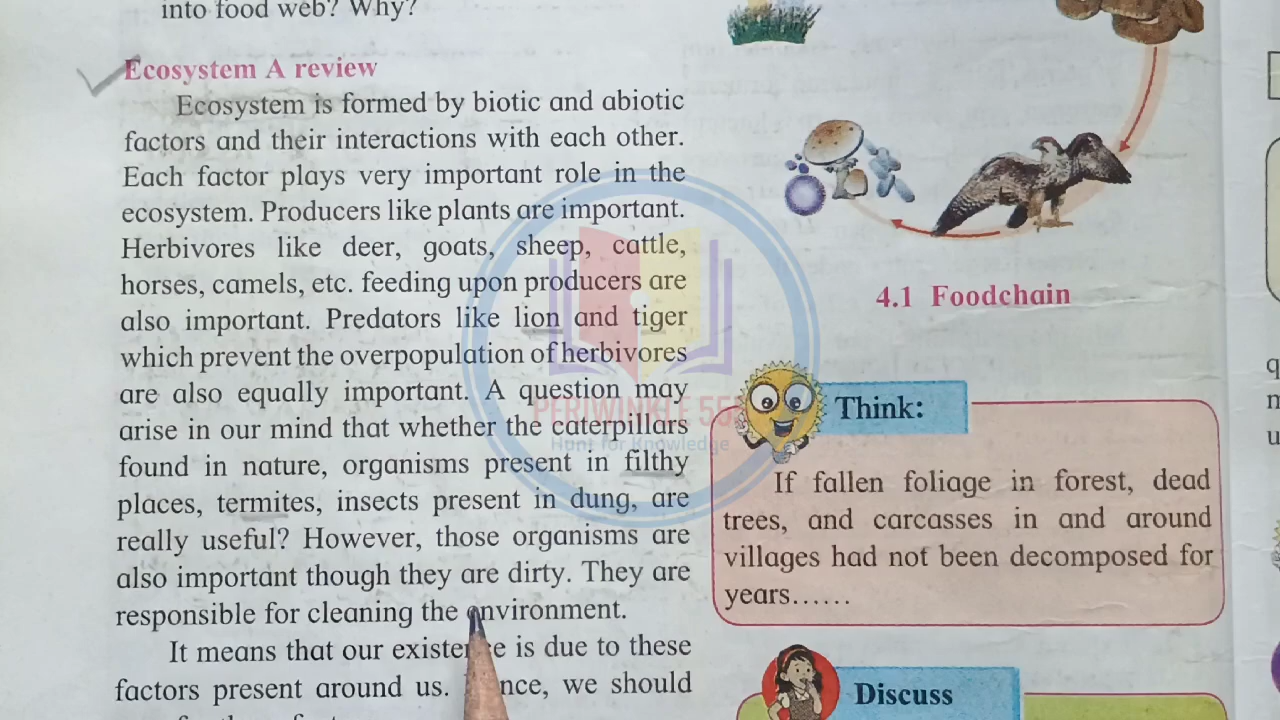 into food web? Why?
Ecosystem A review
Ecosystem is formed by biotic and abiotic
factors and their interactions with each other.
Each factor plays very important role in the
ecosystem. Producers like plants are important.
Herbivores like deer, goats, sheep, cattle,
horses, camels, etc. feeding upon producers are
also important. Predators like lion and tiger
which prevent the overpopulation of herbivores
are also equally important. A question may
arise in our mind that whether the caterpillars
found in nature, organisms present in filthy
places, termites, insects present in dung, are
really useful? However, those organisms are
also important though they are dirty. They are
responsible for cleaning the environment.
It means that our existence is due to these
factors present around us. Hence, we should
PERIWINKLE 55
Hunt for Knowledge
4.1 Foodchain
Think:
If fallen foliage in forest, dead
trees, and carcasses in and around
villages had not been decomposed for
years......
Discuss